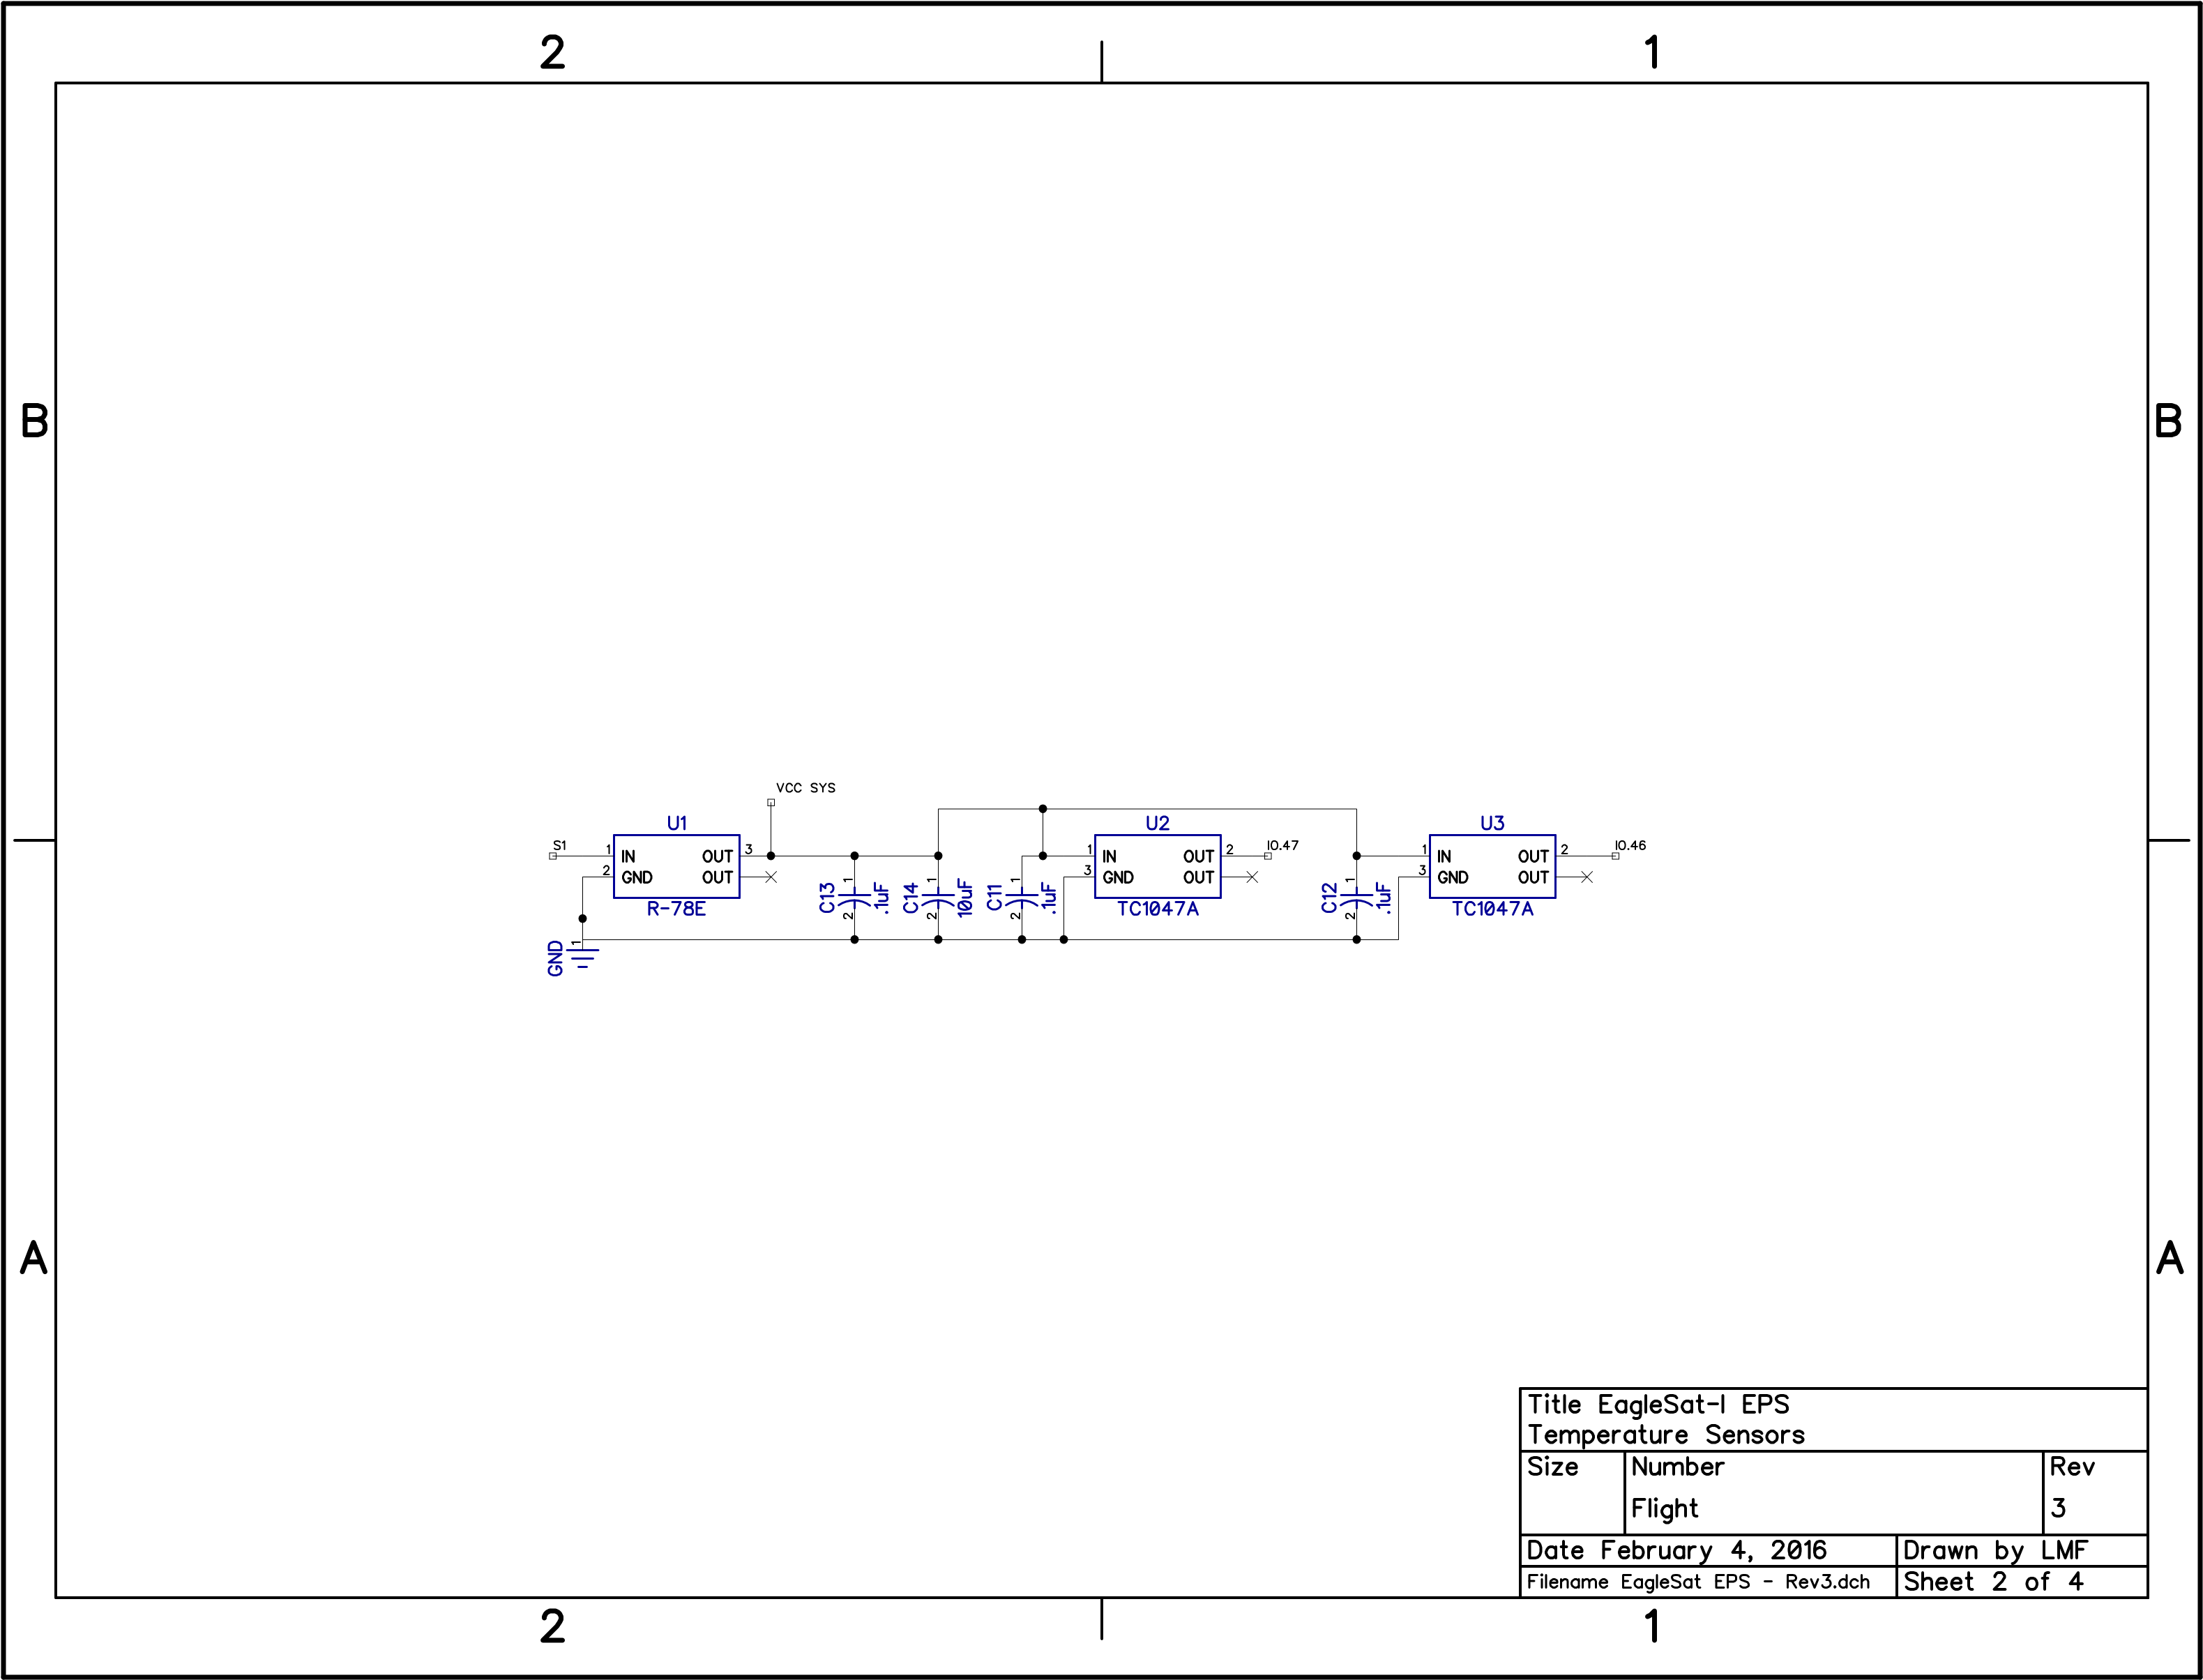 2 1
B B
VCC SYS
U1 U2 U3
S1 1 IN OUT 3 1 IN OUT 2 IO.47 1 IN OUT 2 IO.46
2 GND OUT 3 GND OUT 3 GND OUT
R-78E TC1047A TC1047A
C13 1 2 .1uF
C14 1 2 10uF
C11 1 2 .1uF
C12 1 2 .1uF
GND 1
A A
Title EagleSat-I EPS
Temperature Sensors
Size Number Rev
Flight 3
Date February 4, 2016 Drawn by LMF
Filename EagleSat EPS - Rev3.dch Sheet 2 of 4
2 1